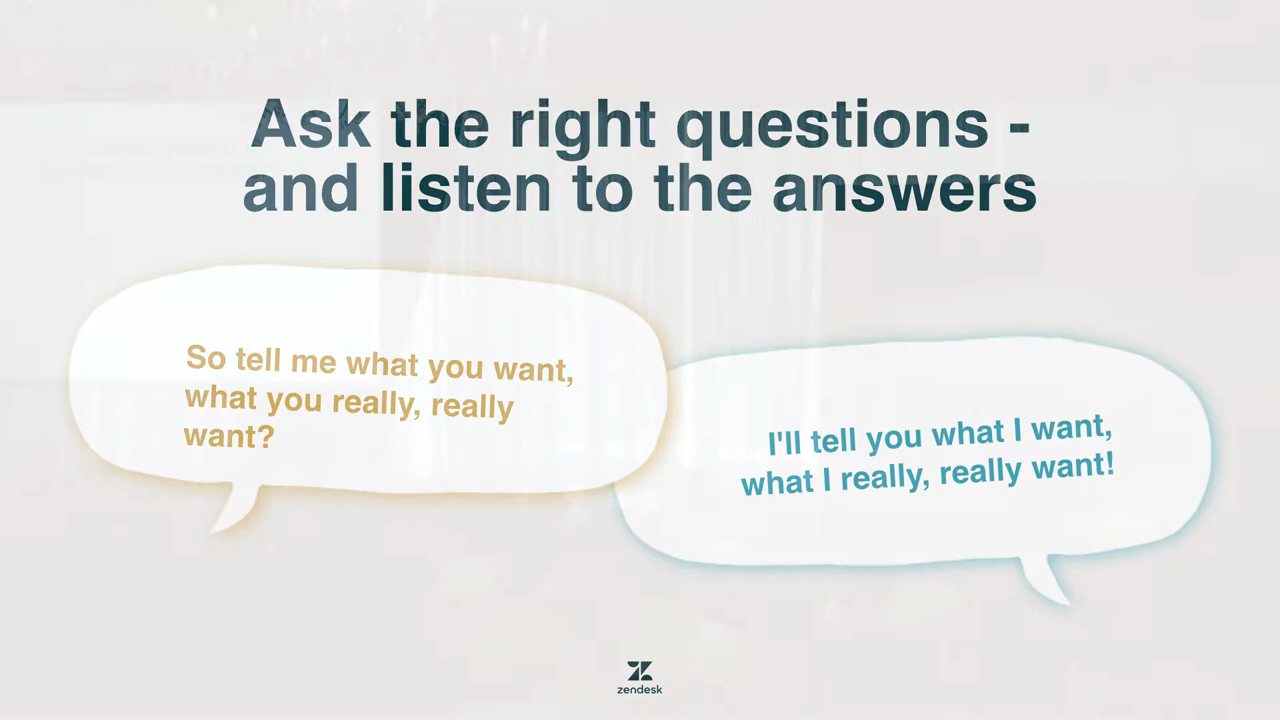 Ask the right questions -
and listen to the answers
So tell me what you want,
what you really, really
want?
I'll tell you what I want,
what I really, really want!
zendesk